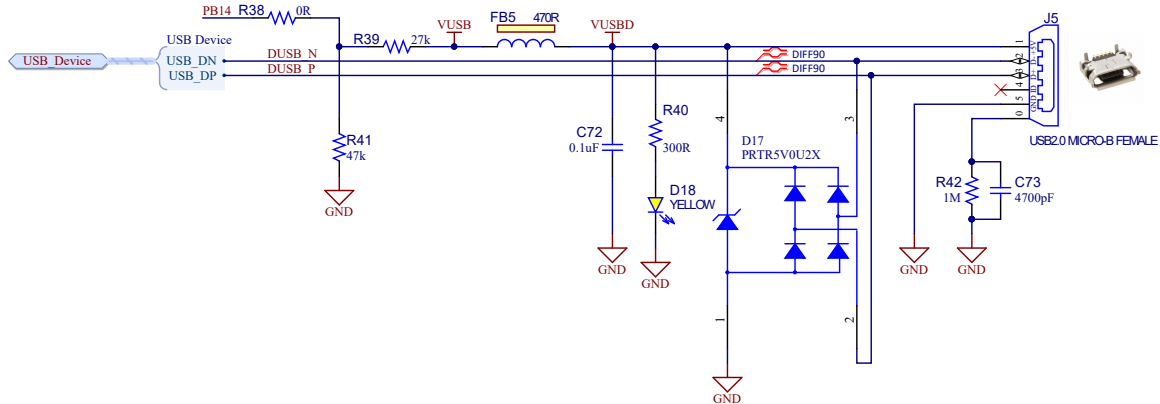 PB14 R38 0R
USB Device
USB_Device
USB_DN
USB_DP
DUSB_N
DUSB_P
R39 27k
VUSB
FB5 470R
VUSBD
DIFF90
DIFF90
J5
1 +5V
2 D-
3 D+
4 ID
5 GND
0
USB2.0 MICRO-B FEMALE
R41
47k
GND
C72
0.1uF
GND
R40
300R
D18
YELLOW
GND
4
3
D17
PRTR5V0U2X
1
2
GND
GND
R42
1M
C73
4700pF
GND